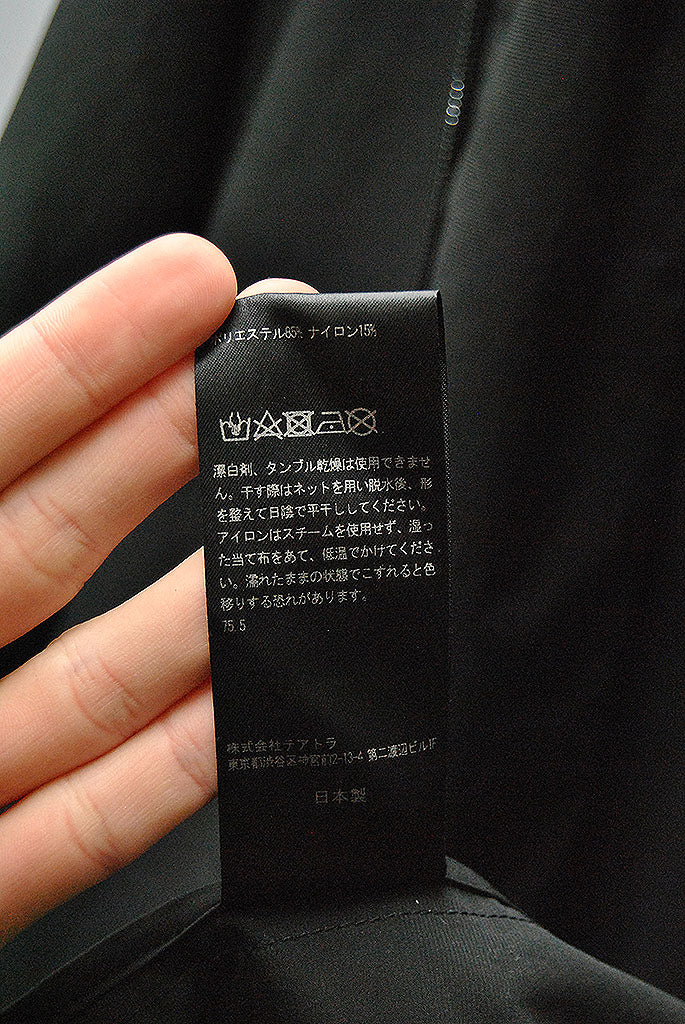 ポリエステル85% ナイロン15%
漂白剤、タンブル乾燥は使用できませ
ん。干す際はネットを用い脱水後、形
を整えて日陰で平干ししてください。
アイロンはスチームを使用せず、湿っ
た当て布をあて、低温でかけてくださ
い。濡れたままの状態でこすれると色
移りする恐れがあります。
75.5
株式会社テアトラ
東京都渋谷区神宮前2-13-4 第二渡辺ビル1F
日本製